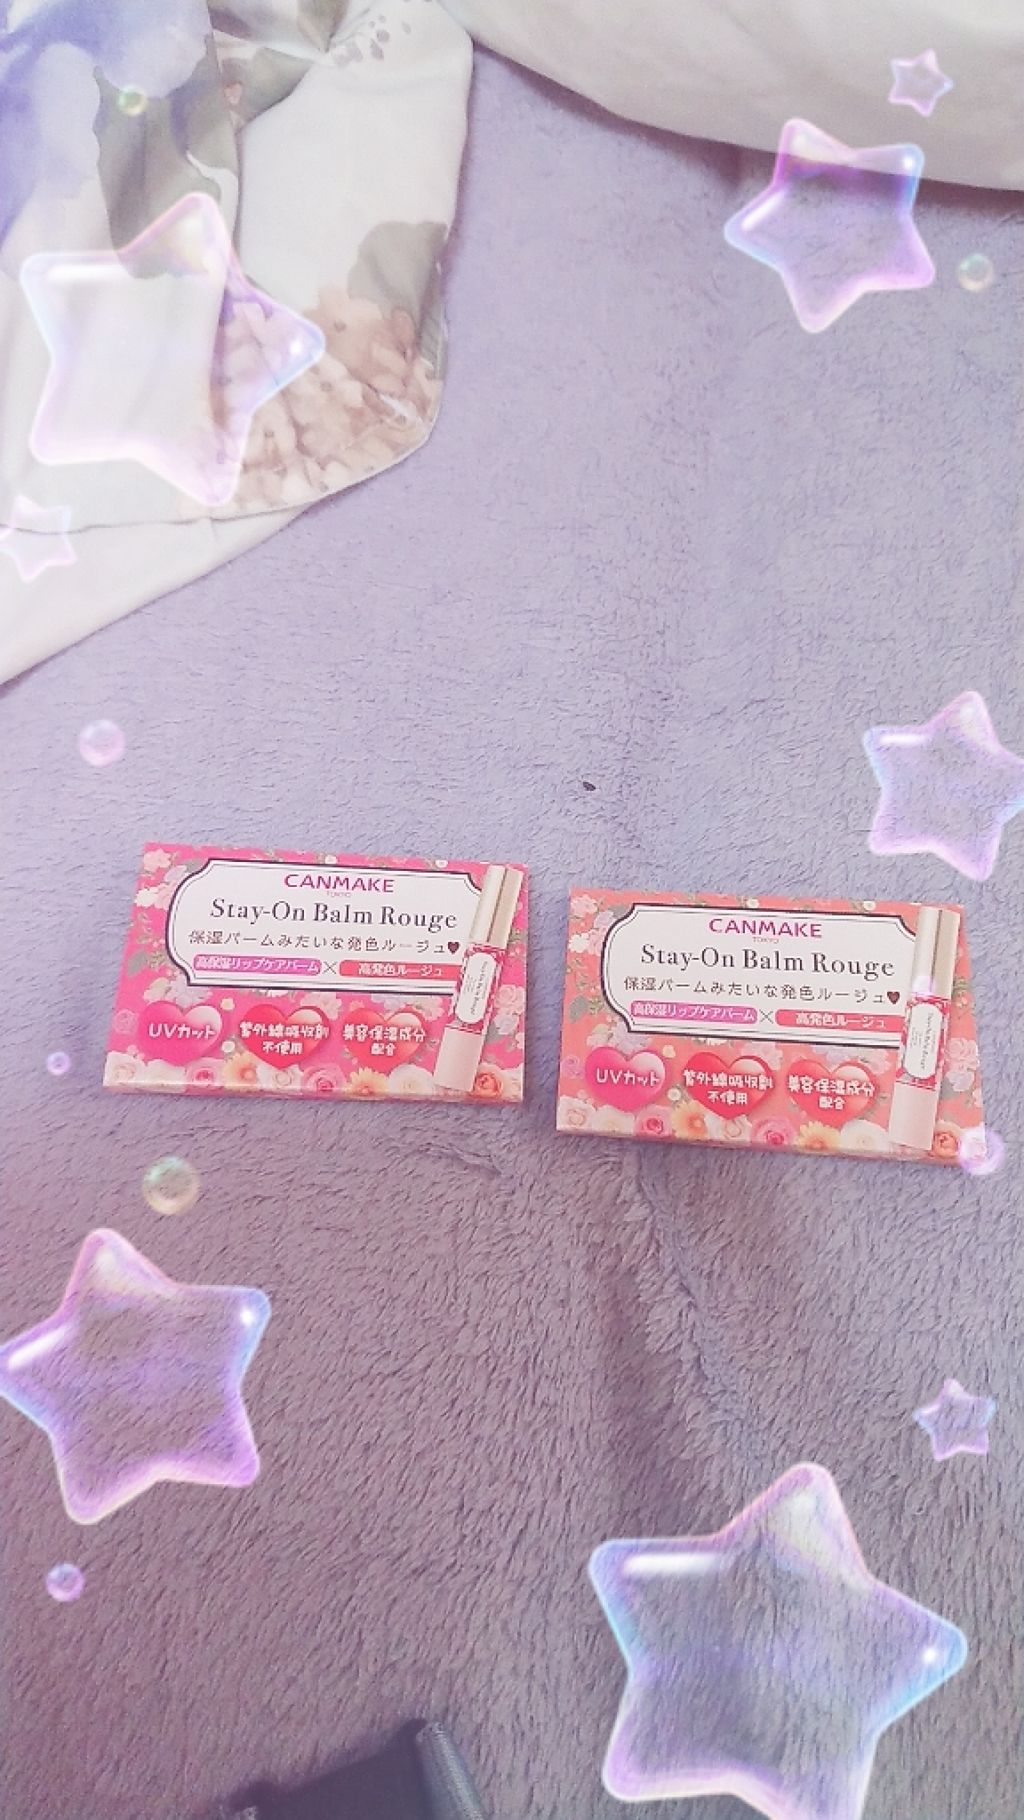 CANMAKE
TOKYO
Stay-On Balm Rouge
保湿バームみたいな発色ルージュ♥
高保湿リップケアバーム×高発色ルージュ
UVカット
紫外線吸収剤
不使用
美容保湿成分
配合
CANMAKE
TOKYO
Stay-On Balm Rouge
保湿バームみたいな発色ルージュ♥
高保湿リップケアバーム×高発色ルージュ
UVカット
紫外線吸収剤
不使用
美容保湿成分
配合